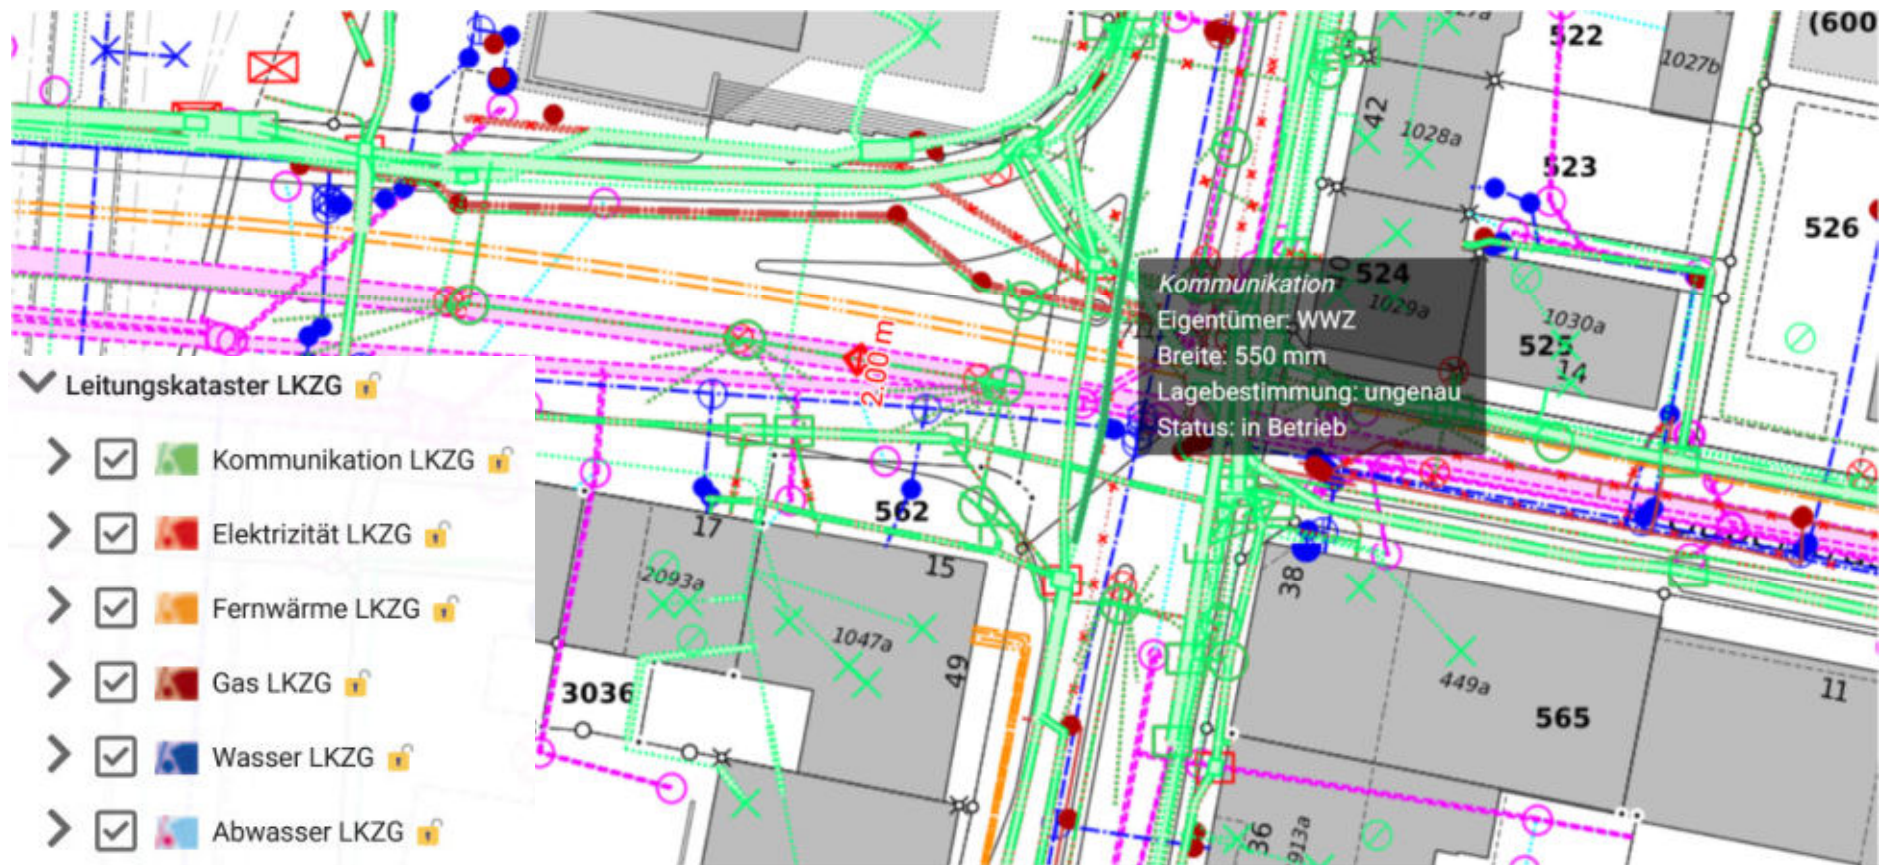 (600
522
1027b
42
1028a
523
526
Kommunikation
Eigentümer: WWZ
Breite: 550 mm
Lagebestimmung: ungenau
Status: in Betrieb
524
1029a
1030a
14
2.00 m
Leitungskataster LKZG
Kommunikation LKZG
Elektrizität LKZG
Fernwärme LKZG
Gas LKZG
Wasser LKZG
Abwasser LKZG
17
562
15
2093a
1047a
49
3036
38
449a
565
11
36
913a